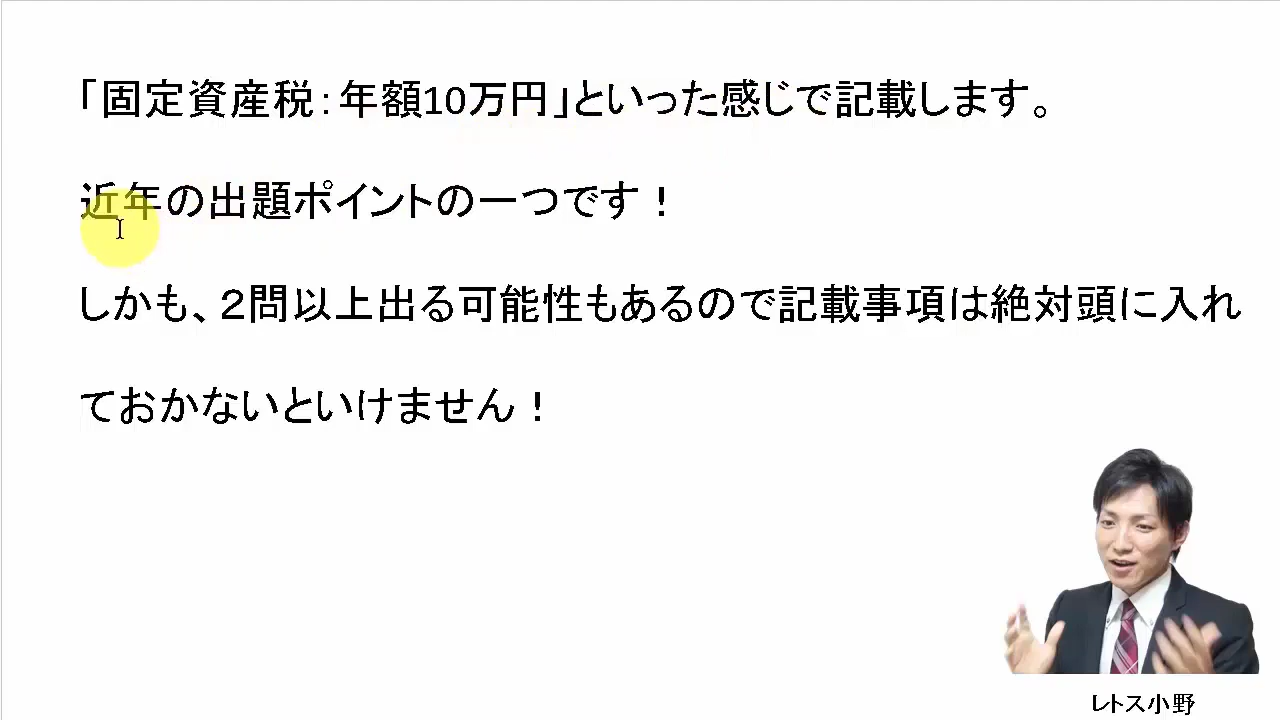 「固定資産税：年額10万円」といった感じで記載します。
近年の出題ポイントの一つです！
しかも、２問以上出る可能性もあるので記載事項は絶対頭に入れ
ておかないといけません！
レトス小野